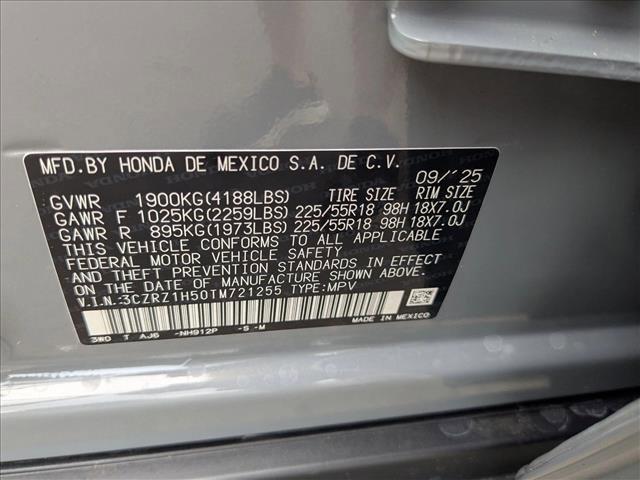 MFD.BY HONDA DE MEXICO S.A. DE C.V.
09/'25
GVWR 1900KG(4188LBS) TIRE SIZE RIM SIZE
GAWR F 1025KG(2259LBS) 225/55R18 98H 18X7.0J
GAWR R 895KG(1973LBS) 225/55R18 98H 18X7.0J
THIS VEHICLE CONFORMS TO ALL APPLICABLE
FEDERAL MOTOR VEHICLE SAFETY
AND THEFT PREVENTION STANDARDS IN EFFECT
ON THE DATE OF MANUFACTURE SHOWN ABOVE.
V.I.N.:3CZRZ1H50TM721255 TYPE:MPV
3W0 T AJ6 -NH912P -S -M MADE IN MEXICO